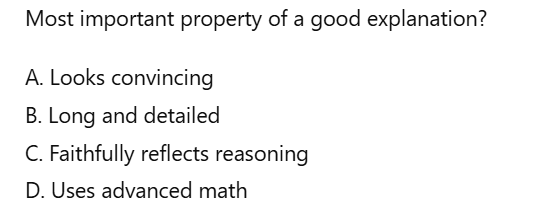 Most important property of a good explanation?
A. Looks convincing
B. Long and detailed
C. Faithfully reflects reasoning
D. Uses advanced math